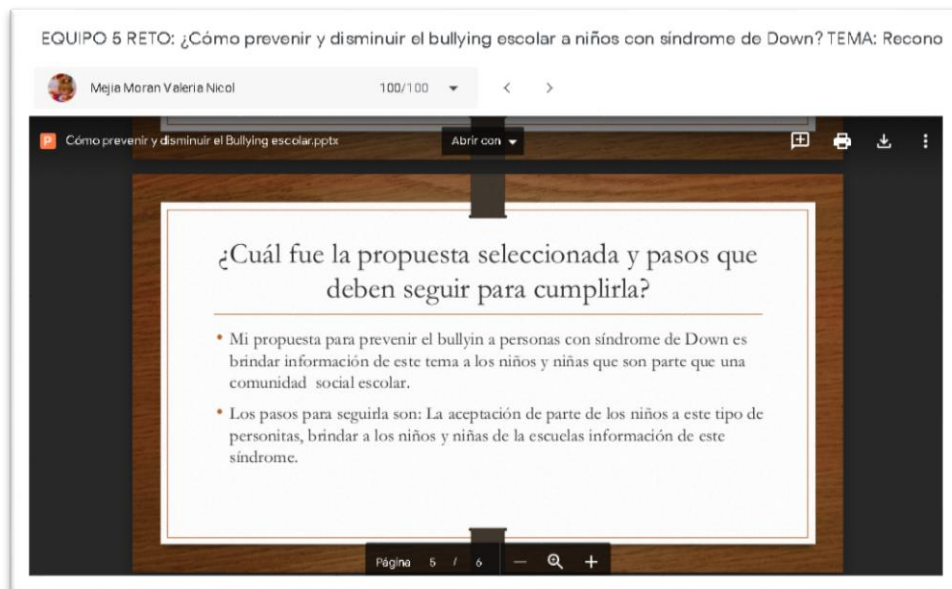 EQUIPO 5 RETO: ¿Cómo prevenir y disminuir el bullying escolar a niños con síndrome de Down? TEMA: Recono
Mejia Moran Valeria Nicol 100/100
P Cómo prevenir y disminuir el Bullying escolar.pptx Abrir con
¿Cuál fue la propuesta seleccionada y pasos que
deben seguir para cumplirla?
• Mi propuesta para prevenir el bullyin a personas con síndrome de Down es
brindar información de este tema a los niños y niñas que son parte que una
comunidad social escolar.
• Los pasos para seguirla son: La aceptación de parte de los niños a este tipo de
personitas, brindar a los niños y niñas de la escuelas información de este
síndrome.
Página 5 / 6